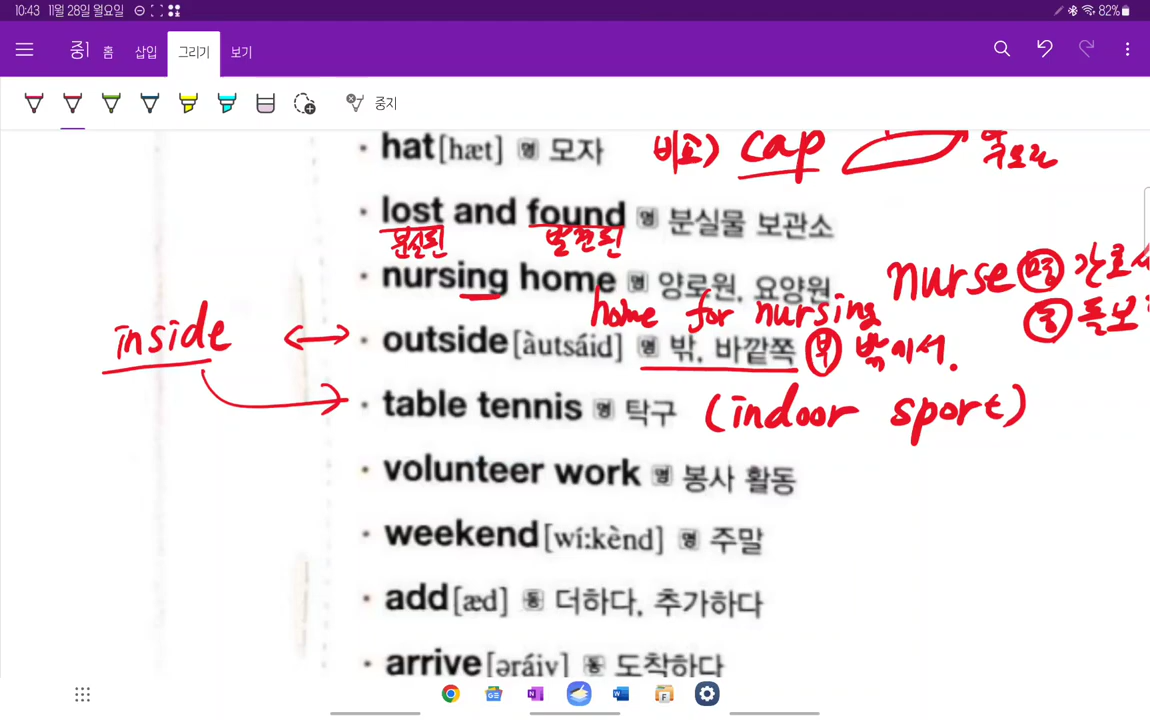 10:43 11월 28일 월요일
82%
중1 홈 삽입 그리기 보기
중지
· hat[hæt] 명 모자 비교) cap
· lost and found 명 분실물 보관소
분실된 발견된
· nursing home 명 양로원, 요양원 nurse 명 간호사
home for nursing 동 돌보
inside ↔ · outside[àutsáid] 명 밖, 바깥쪽 부 밖에서.
· table tennis 명 탁구 (indoor sport)
· volunteer work 명 봉사 활동
· weekend[wíːkènd] 명 주말
· add[æd] 동 더하다, 추가하다
· arrive[əráiv] 동 도착하다